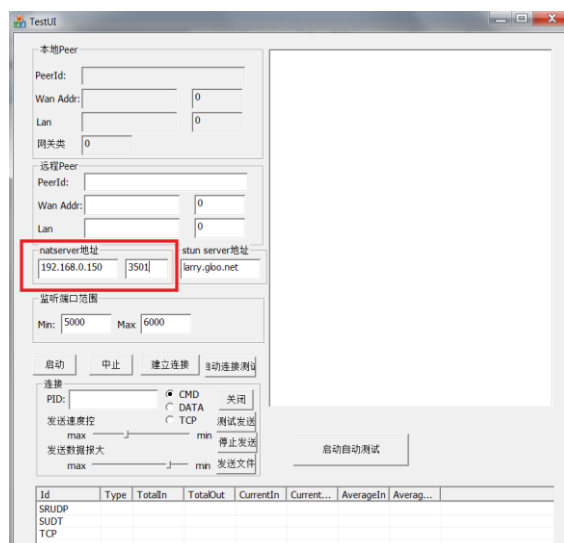 TestUI
本地Peer
PeerId:
Wan Addr: 0
Lan 0
网关类 0
远程Peer
PeerId:
Wan Addr: 0
Lan 0
natserver地址 stun server地址
192.168.0.150 3501 larry.gloo.net
监听端口范围
Min: 5000 Max 6000
启动 中止 建立连接 自动连接测试
连接
PID: CMD 关闭
DATA
发送速度控 TCP 测试发送
max min 停止发送
发送数据报大
max min 发送文件
启动自动测试
Id Type TotalIn TotalOut CurrentIn Current... AverageIn Averag...
SRUDP
SUDT
TCP